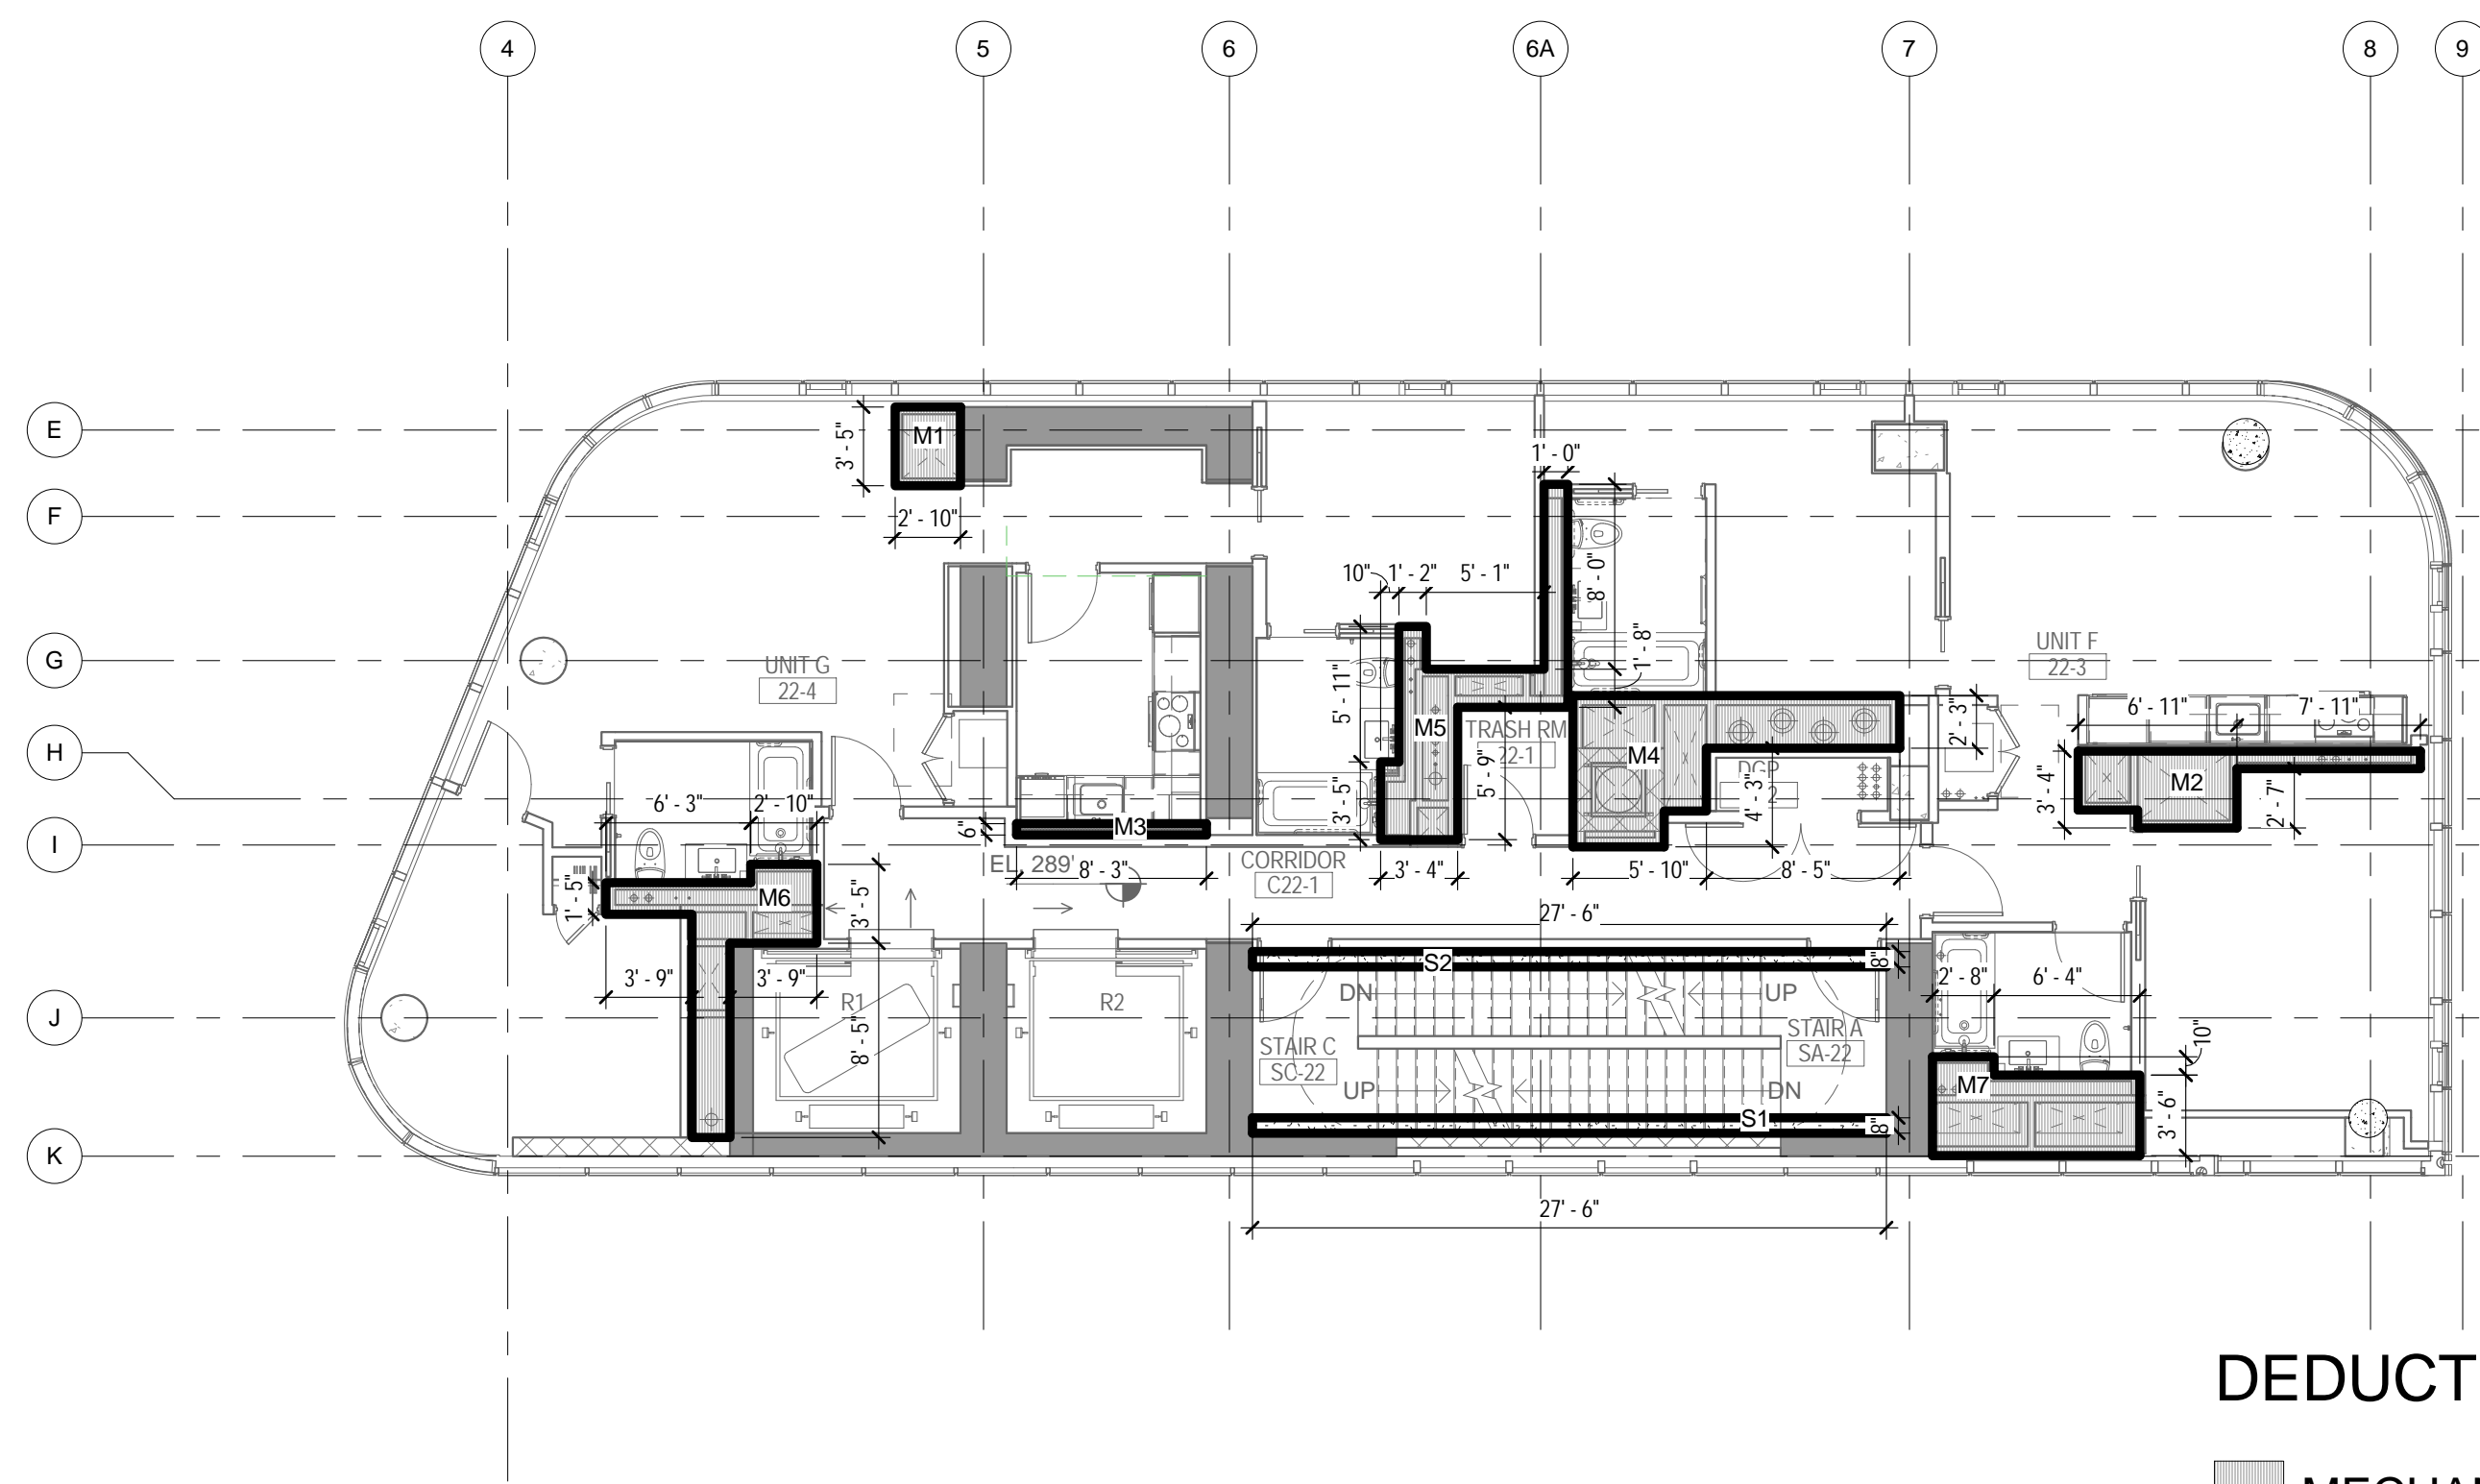 4 5 6 6A 7 8 9
E
M1
3' - 5"
1' - 0"
F
2' - 10"
8' - 0"
10" 1' - 2" 5' - 1"
1' - 8"
UNIT F
22-3
G
UNIT G
22-4
5' - 11"
6' - 11" 7' - 11"
M5
TRASH RM
22-1
5' - 9"
2' - 3"
H
M4
M2
3' - 4"
2' - 7"
6' - 3" 2' - 10"
4' - 3"
3' - 5"
6"
M3
I
EL. 289'
8' - 3"
CORRIDOR
C22-1
3' - 4"
5' - 10" 8' - 5"
M6
1' - 5"
3' - 5"
27' - 6"
S2
8"
3' - 9" 3' - 9"
2' - 8" 6' - 4"
R1
R2
DN
UP
J
8' - 5"
STAIR C
SC-22
STAIR A
SA-22
10"
UP
DN
M7
S1
8"
3' - 6"
K
27' - 6"
DEDUCT